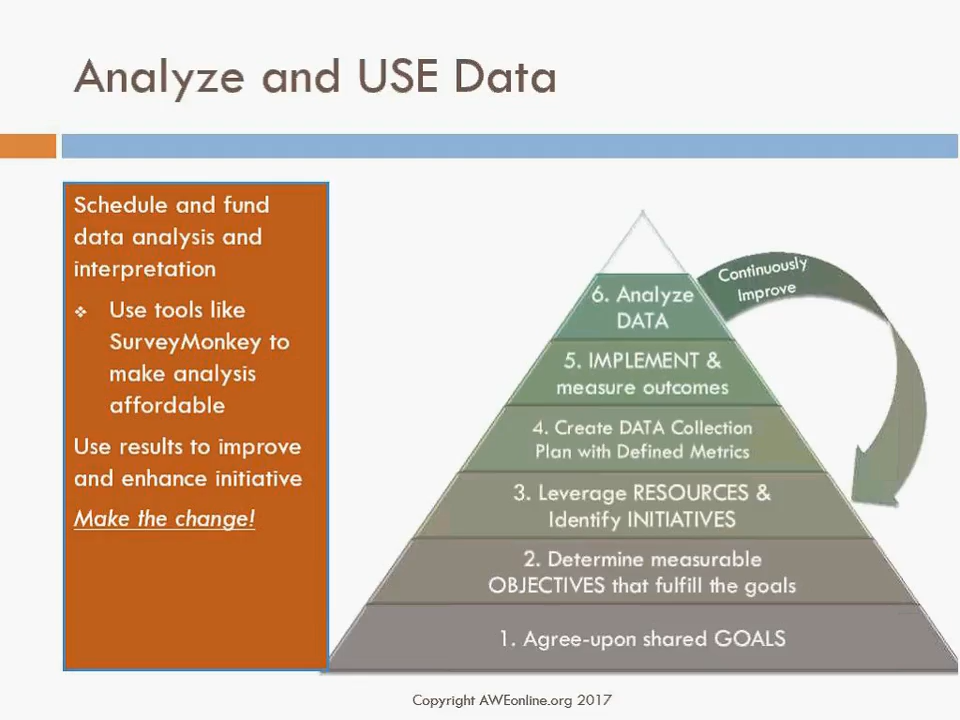 Analyze and USE Data
Schedule and fund
data analysis and
interpretation
❖ Use tools like
SurveyMonkey to
make analysis
affordable
Use results to improve
and enhance initiative
Make the change!
Continuously
Improve
6. Analyze
DATA
5. IMPLEMENT &
measure outcomes
4. Create DATA Collection
Plan with Defined Metrics
3. Leverage RESOURCES &
Identify INITIATIVES
2. Determine measurable
OBJECTIVES that fulfill the goals
1. Agree-upon shared GOALS
Copyright AWEonline.org 2017